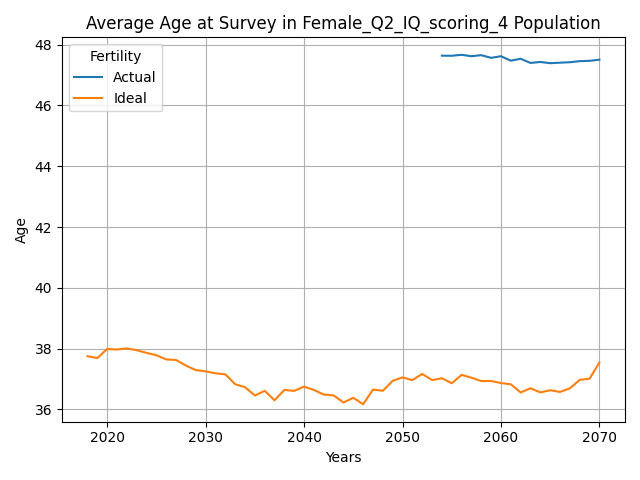 Average Age at Survey in Female_Q2_IQ_scoring_4 Population
Fertility
Actual
Ideal
48
46
44
42
40
38
36
Age
2020 2030 2040 2050 2060 2070
Years